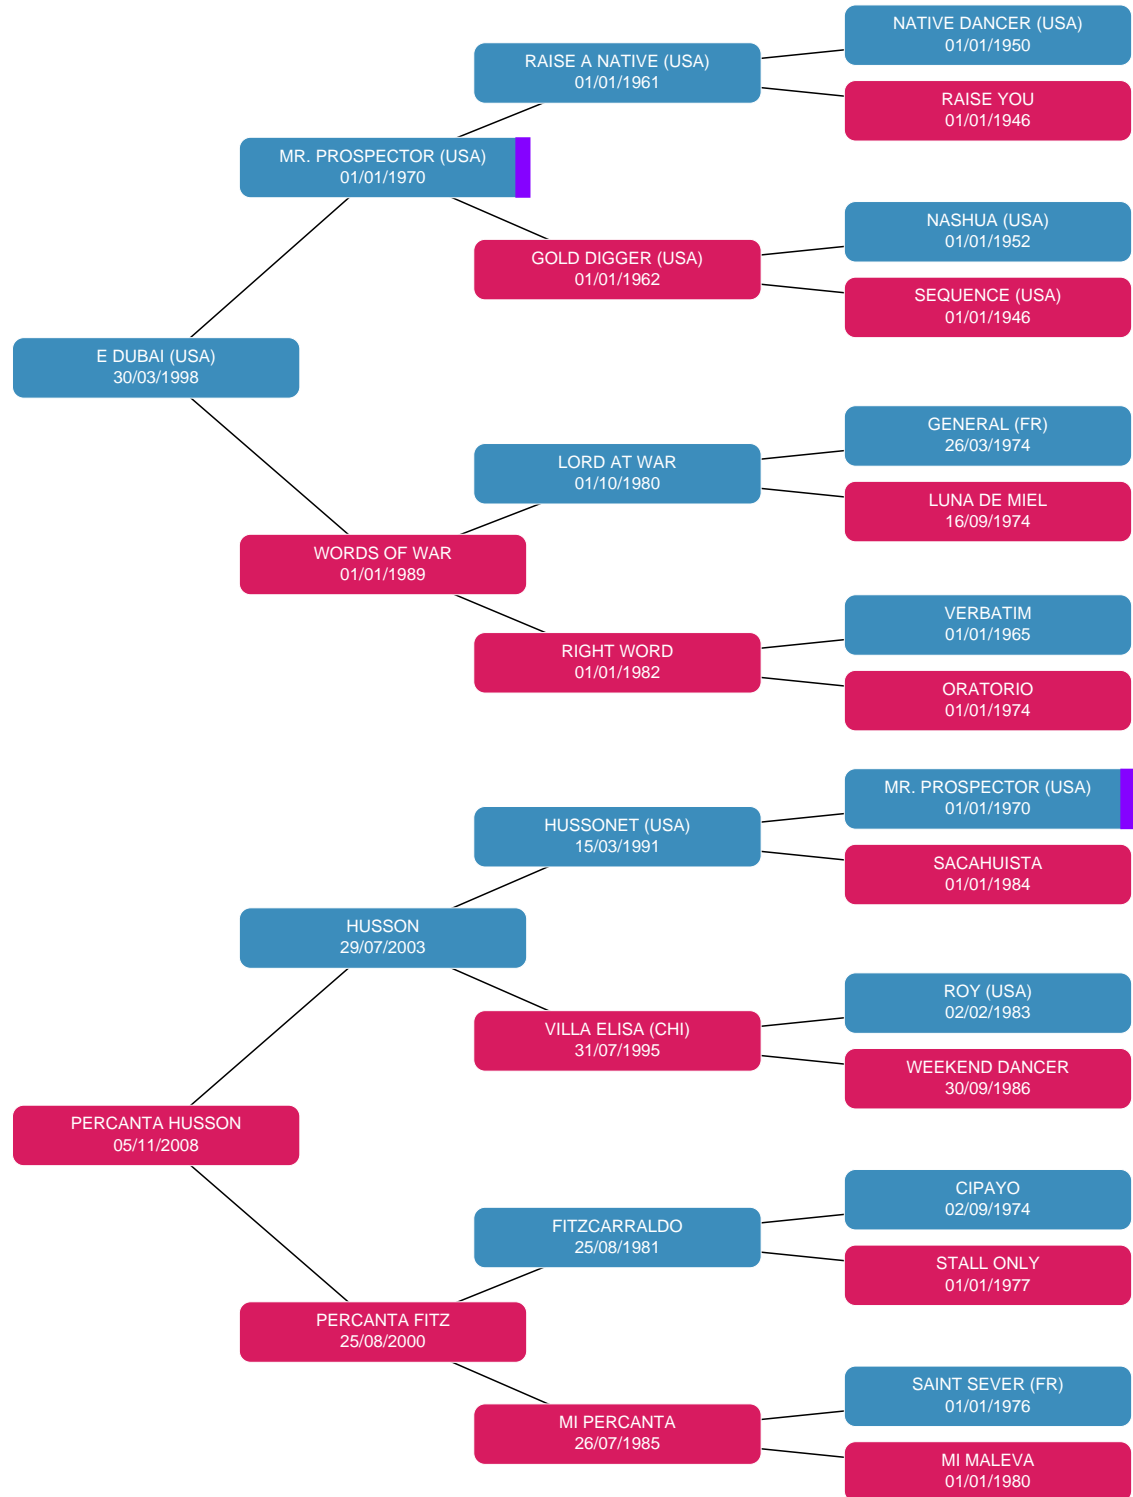 NATIVE DANCER (USA)
01/01/1950
RAISE A NATIVE (USA)
01/01/1961
RAISE YOU
01/01/1946
MR. PROSPECTOR (USA)
01/01/1970
NASHUA (USA)
01/01/1952
GOLD DIGGER (USA)
01/01/1962
SEQUENCE (USA)
01/01/1946
E DUBAI (USA)
30/03/1998
GENERAL (FR)
26/03/1974
LORD AT WAR
01/10/1980
LUNA DE MIEL
16/09/1974
WORDS OF WAR
01/01/1989
VERBATIM
01/01/1965
RIGHT WORD
01/01/1982
ORATORIO
01/01/1974
MR. PROSPECTOR (USA)
01/01/1970
HUSSONET (USA)
15/03/1991
SACAHUISTA
01/01/1984
HUSSON
29/07/2003
ROY (USA)
02/02/1983
VILLA ELISA (CHI)
31/07/1995
WEEKEND DANCER
30/09/1986
PERCANTA HUSSON
05/11/2008
CIPAYO
02/09/1974
FITZCARRALDO
25/08/1981
STALL ONLY
01/01/1977
PERCANTA FITZ
25/08/2000
SAINT SEVER (FR)
01/01/1976
MI PERCANTA
26/07/1985
MI MALEVA
01/01/1980